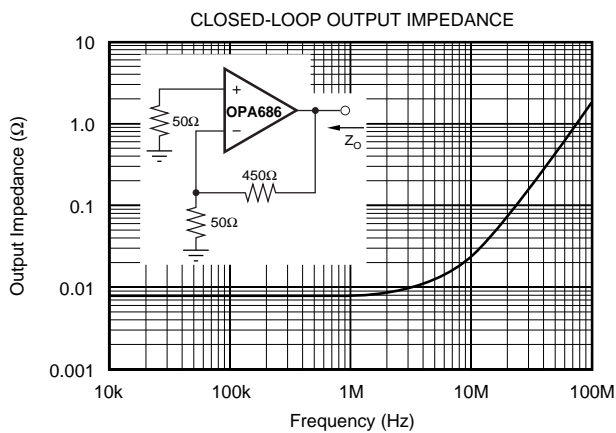 CLOSED-LOOP OUTPUT IMPEDANCE
10
1.0
0.1
0.01
0.001
Output Impedance (Ω)
+
OPA686
–
50Ω
Z_O
450Ω
50Ω
10k 100k 1M 10M 100M
Frequency (Hz)